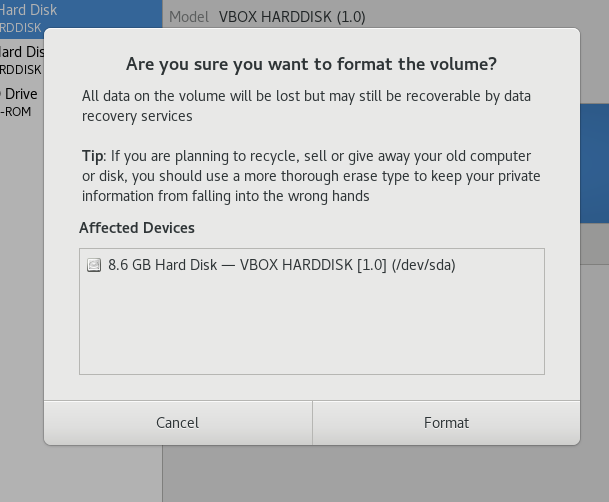 Hard Disk
RDDISK
Model VBOX HARDDISK (1.0)
ard Dis
RDDISK
Drive
-ROM
Are you sure you want to format the volume?
All data on the volume will be lost but may still be recoverable by data
recovery services
Tip: If you are planning to recycle, sell or give away your old computer
or disk, you should use a more thorough erase type to keep your private
information from falling into the wrong hands
Affected Devices
8.6 GB Hard Disk — VBOX HARDDISK [1.0] (/dev/sda)
Cancel
Format